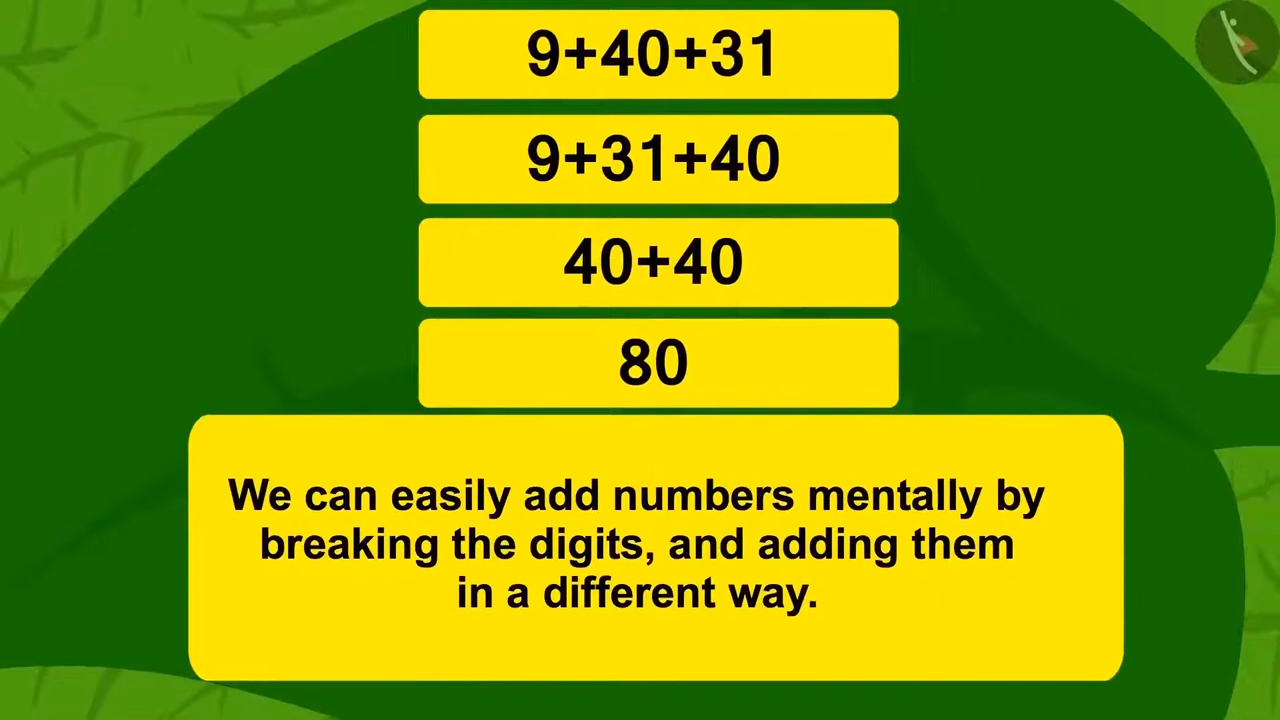 9+40+31
9+31+40
40+40
80
We can easily add numbers mentally by
breaking the digits, and adding them
in a different way.